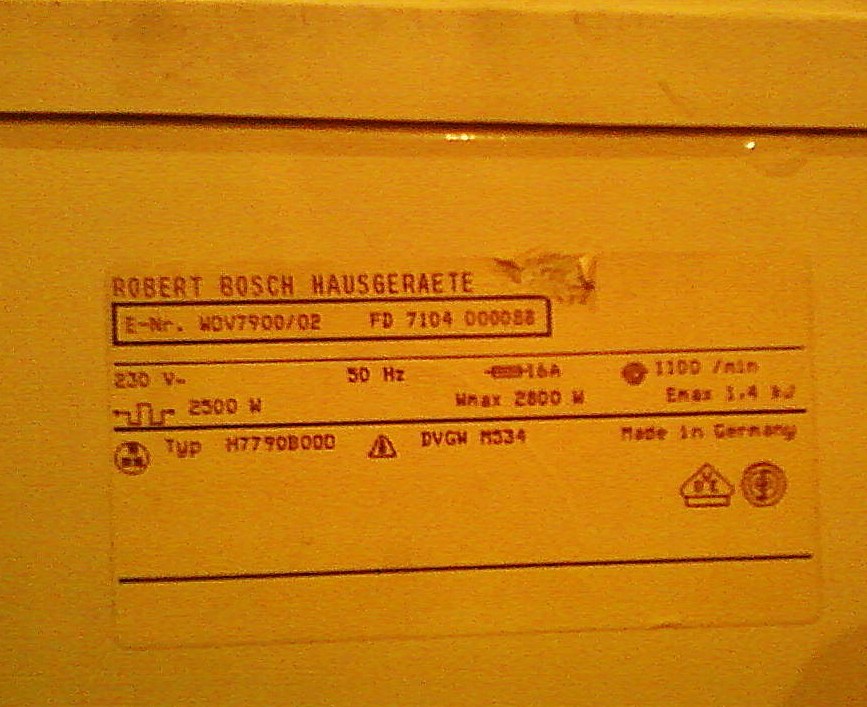 ROBERT BOSCH HAUSGERAETE
E-Nr. WOV7900/02 FD 7104 000088
230 V~ 50 Hz 16A 1100 /min
2500 W Wmax 2800 W Emax 1.4 kW
Typ H7790B000 DVGW M534 Made in Germany